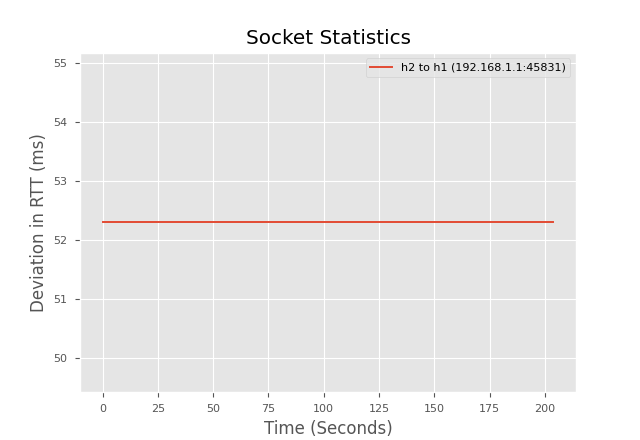 Socket Statistics
h2 to h1 (192.168.1.1:45831)
55
54
53
52
51
50
Deviation in RTT (ms)
0 25 50 75 100 125 150 175 200
Time (Seconds)